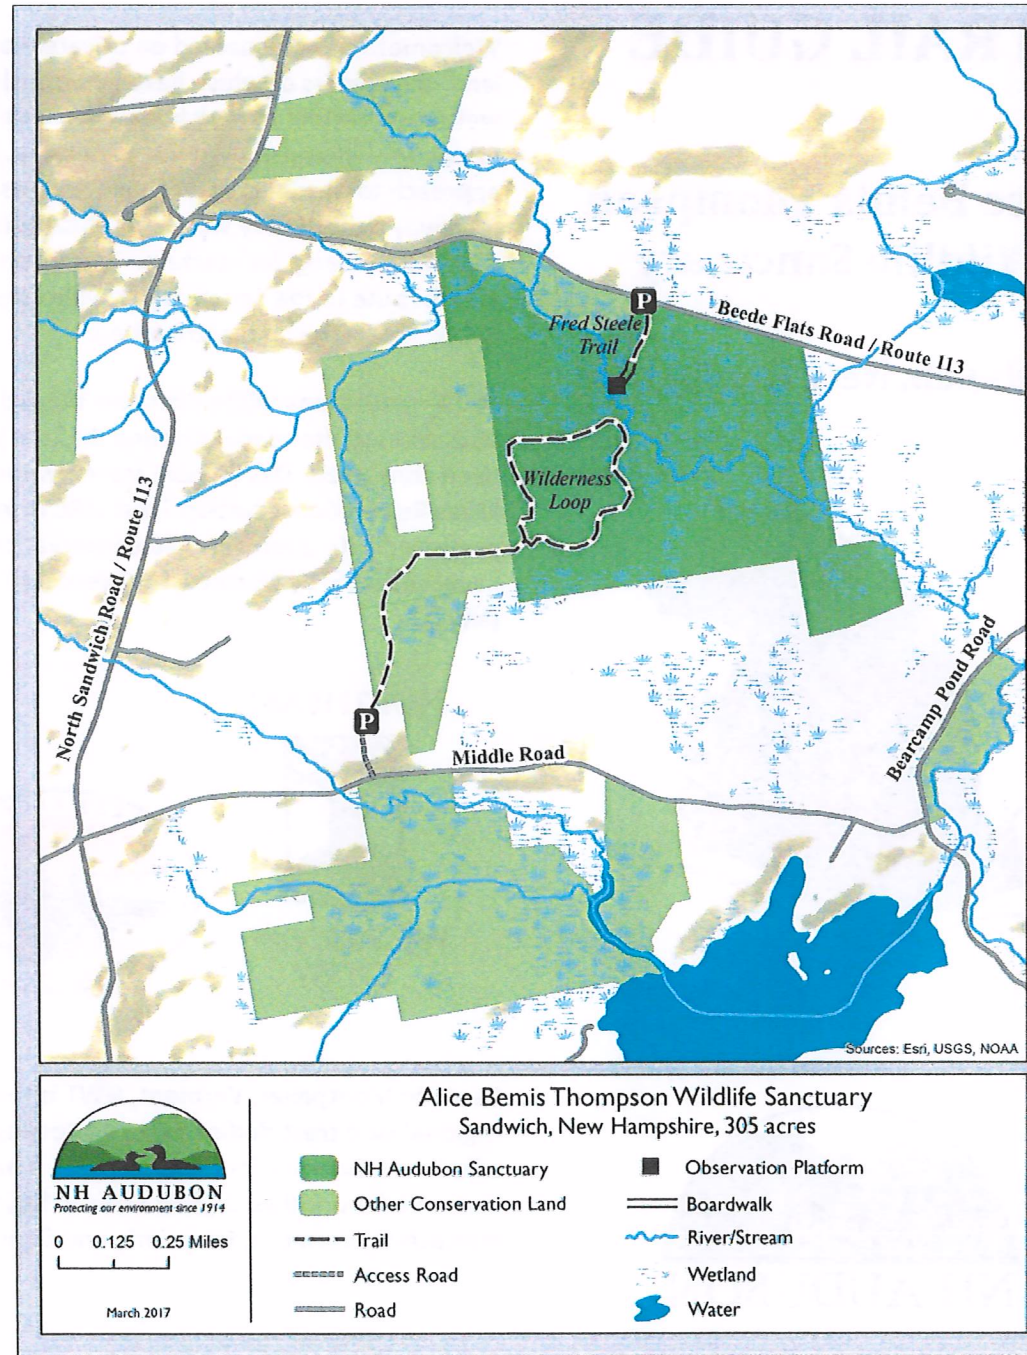 P
Fred Steele
Trail
Beede Flats Road / Route 113
Wilderness
Loop
North Sandwich Road / Route 113
P
Middle Road
Bearcamp Pond Road
Sources: Esri, USGS, NOAA
Alice Bemis Thompson Wildlife Sanctuary
Sandwich, New Hampshire, 305 acres
NH AUDUBON
Protecting our environment since 1914
0 0.125 0.25 Miles
March 2017
NH Audubon Sanctuary
Other Conservation Land
Trail
Access Road
Road
Observation Platform
Boardwalk
River/Stream
Wetland
Water